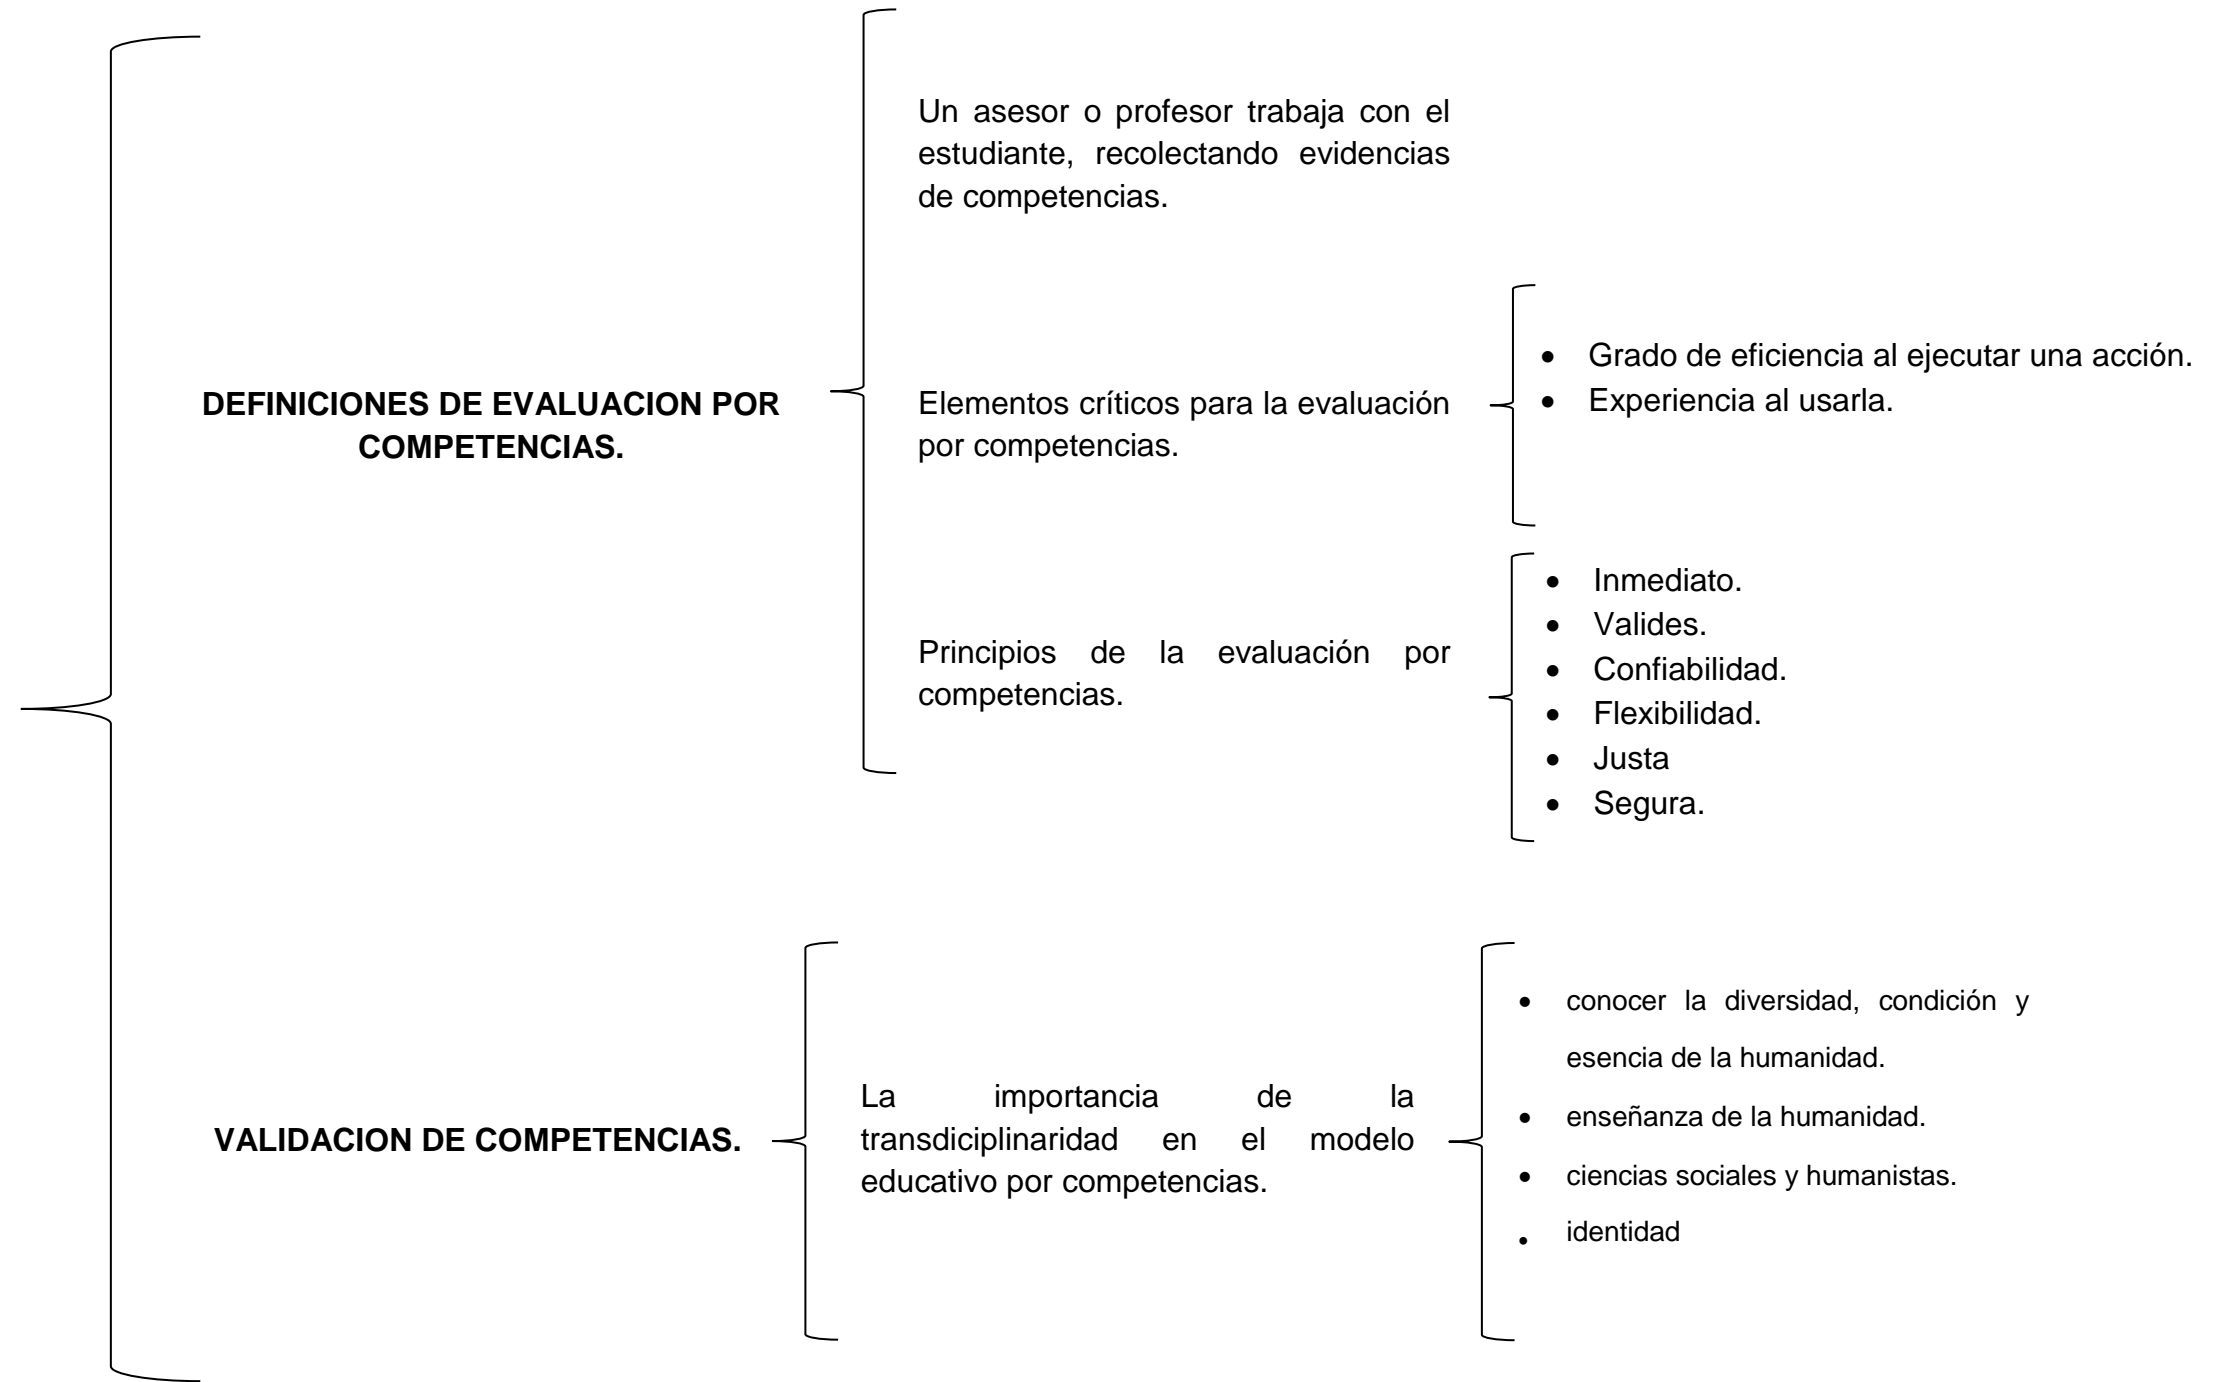 Un asesor o profesor trabaja con el
estudiante, recolectando evidencias
de competencias.
DEFINICIONES DE EVALUACION POR
COMPETENCIAS.
Elementos críticos para la evaluación
por competencias.
• Grado de eficiencia al ejecutar una acción.
• Experiencia al usarla.
Principios de la evaluación por
competencias.
• Inmediato.
• Valides.
• Confiabilidad.
• Flexibilidad.
• Justa
• Segura.
VALIDACION DE COMPETENCIAS.
La importancia de la
transdiciplinaridad en el modelo
educativo por competencias.
• conocer la diversidad, condición y
esencia de la humanidad.
• enseñanza de la humanidad.
• ciencias sociales y humanistas.
• identidad